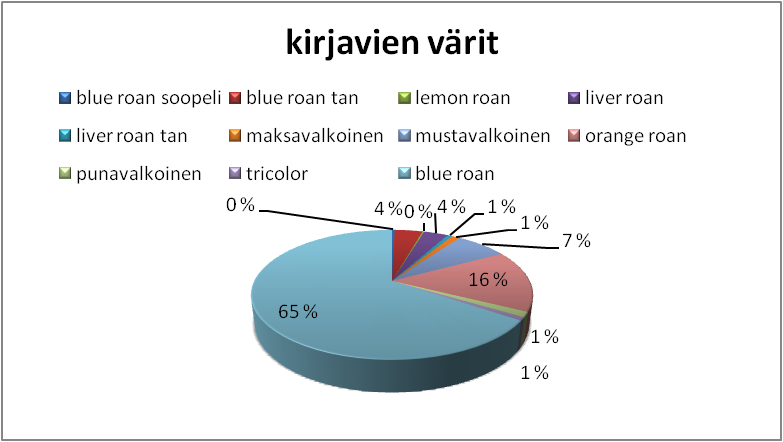 kirjavien värit
blue roan soopeli blue roan tan lemon roan liver roan
liver roan tan maksavalkoinen mustavalkoinen orange roan
punavalkoinen tricolor blue roan
0 % 4 % 0 % 4 % 1 %
1 %
7 %
16 %
65 %
1 %
1 %